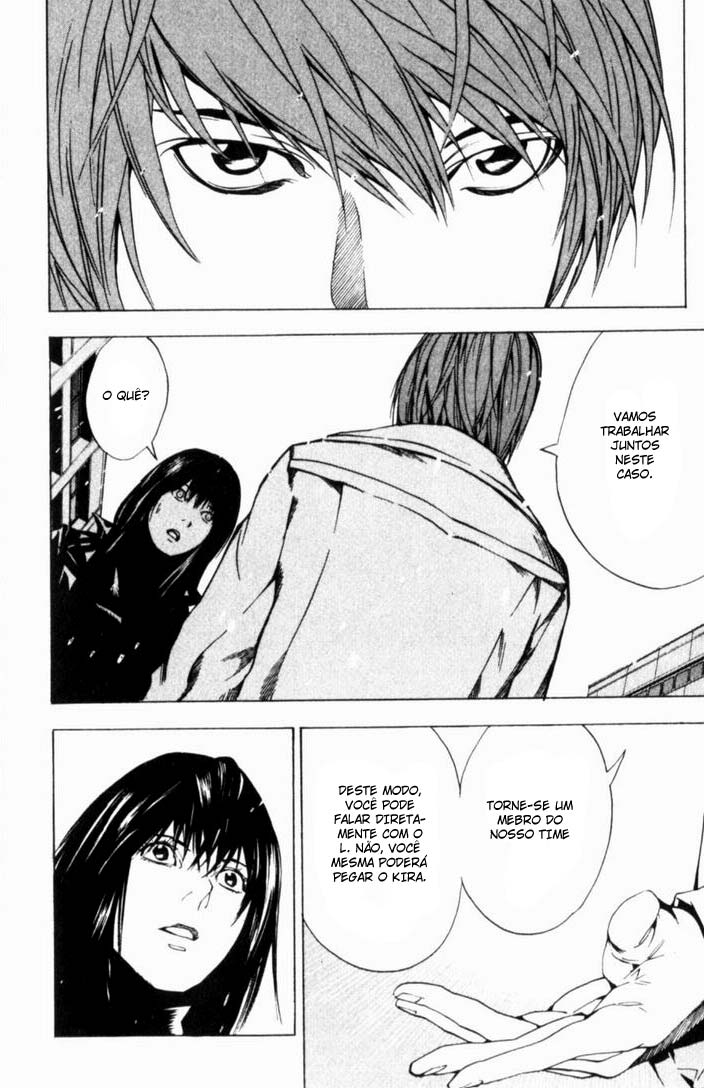 VAMOS
TRABALHAR
JUNTOS
NESTE
CASO.
O QUÊ?
TORNE-SE UM
MEBRO DO
NOSSO TIME
DESTE MODO,
VOCÊ PODE
FALAR DIRETA-
MENTE COM O
L. NÃO, VOCÊ
MESMA PODERÁ
PEGAR O KIRA.